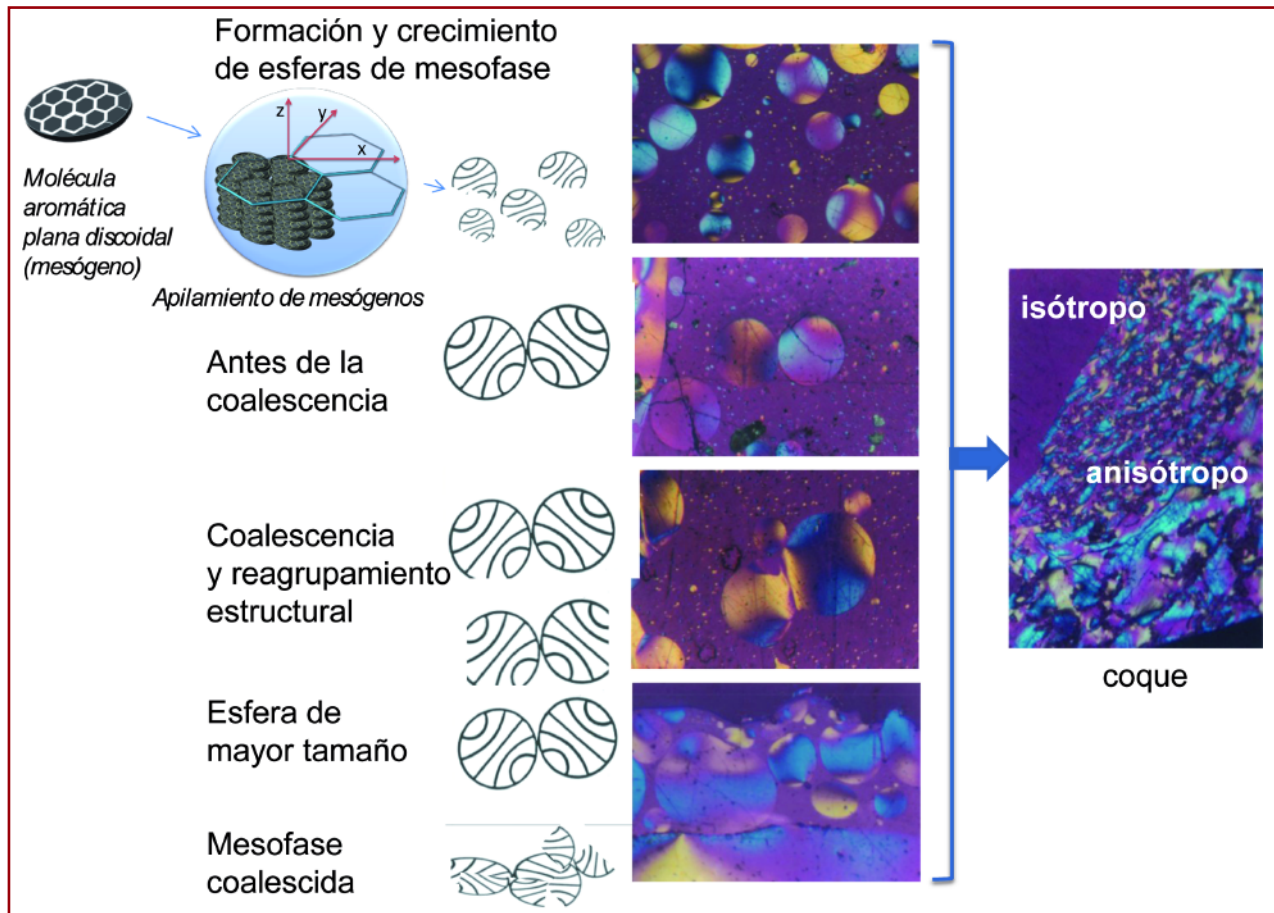 Formación y crecimiento
de esferas de mesofase
z
y
x
Molécula
aromática
plana discoidal
(mesógeno)
Apilamiento de mesógenos
Antes de la
coalescencia
Coalescencia
y reagrupamiento
estructural
Esfera de
mayor tamaño
Mesofase
coalescida
isótropo
anisótropo
coque